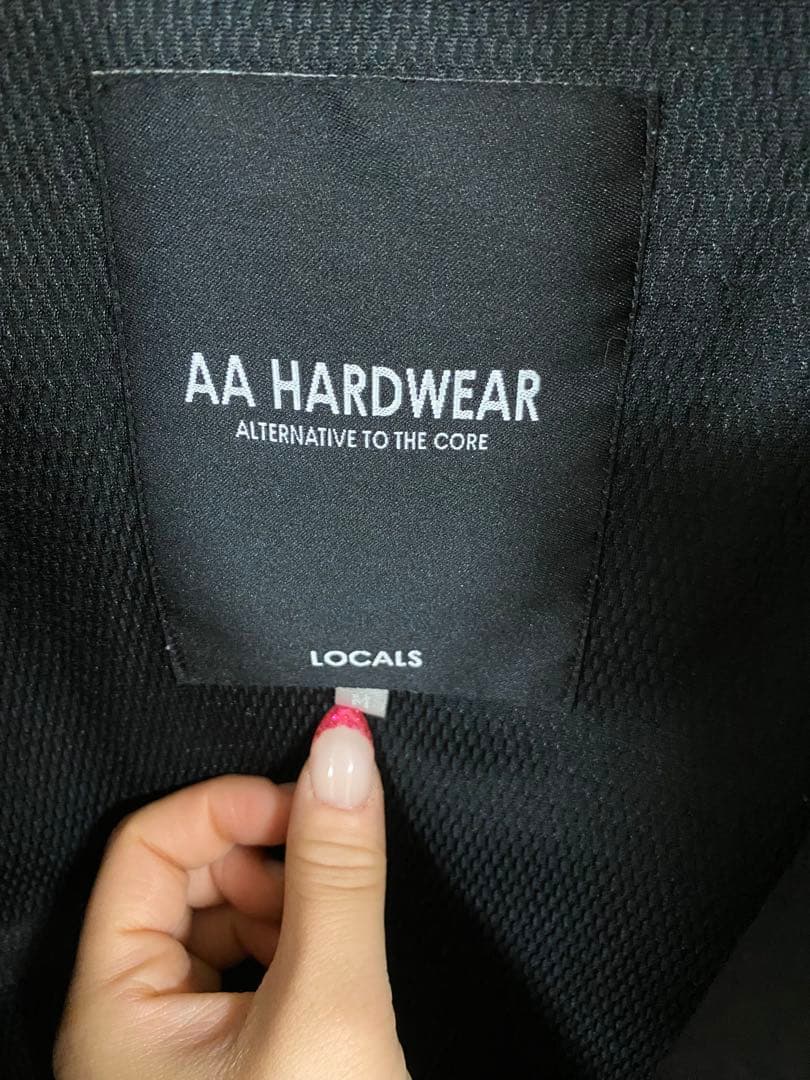 AA HARDWEAR
ALTERNATIVE TO THE CORE
LOCALS
M